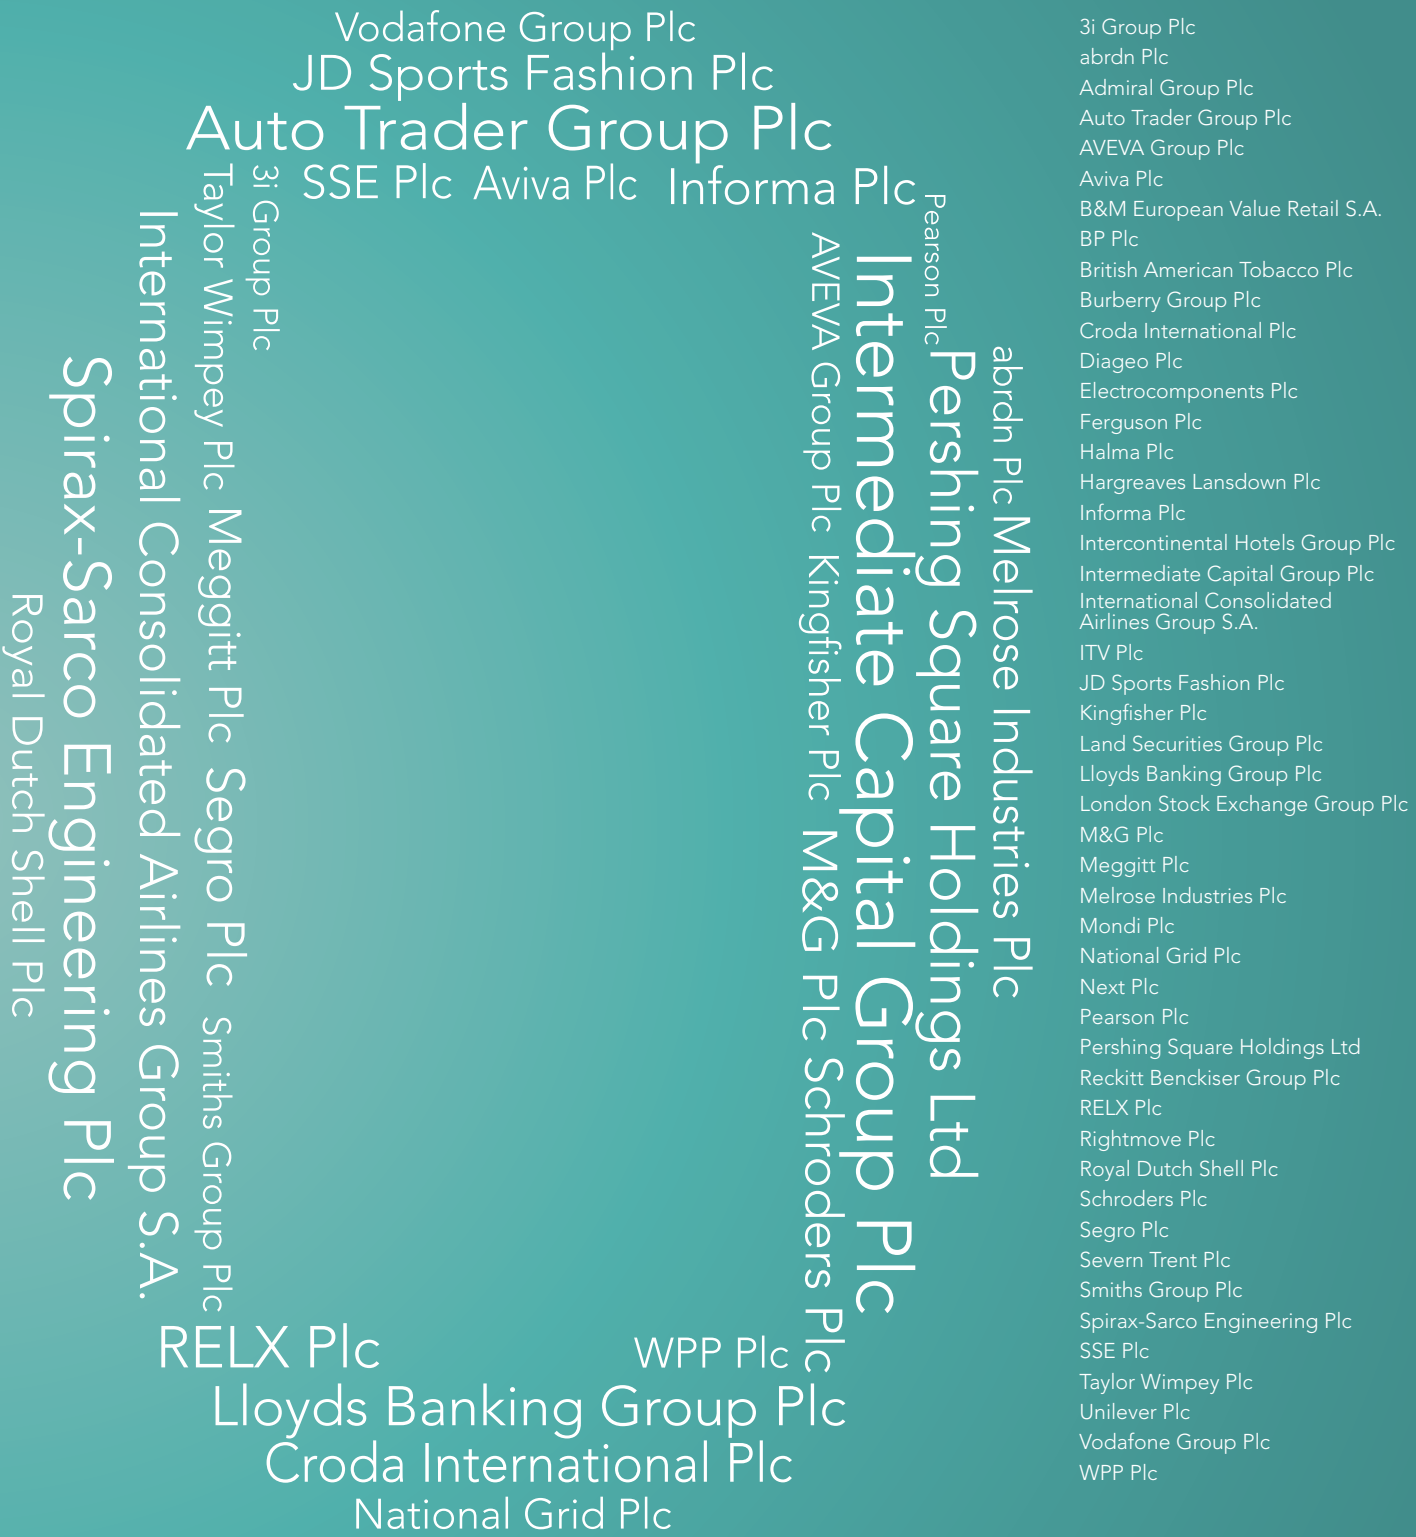 Vodafone Group Plc
JD Sports Fashion Plc
Auto Trader Group Plc
SSE Plc
Aviva Plc
Informa Plc
3i Group Plc
Taylor Wimpey Plc
International Consolidated Airlines Group S.A.
Spirax-Sarco Engineering Plc
Royal Dutch Shell Plc
Meggitt Plc
Segro Plc
Smiths Group Plc
Pearson Plc
AVEVA Group Plc
Intermediate Capital Group Plc
Pershing Square Holdings Ltd
abrdn Plc
Melrose Industries Plc
Kingfisher Plc
M&G Plc
Schroders Plc
RELX Plc
WPP Plc
Lloyds Banking Group Plc
Croda International Plc
National Grid Plc
3i Group Plc
abrdn Plc
Admiral Group Plc
Auto Trader Group Plc
AVEVA Group Plc
Aviva Plc
B&M European Value Retail S.A.
BP Plc
British American Tobacco Plc
Burberry Group Plc
Croda International Plc
Diageo Plc
Electrocomponents Plc
Ferguson Plc
Halma Plc
Hargreaves Lansdown Plc
Informa Plc
Intercontinental Hotels Group Plc
Intermediate Capital Group Plc
International Consolidated
Airlines Group S.A.
ITV Plc
JD Sports Fashion Plc
Kingfisher Plc
Land Securities Group Plc
Lloyds Banking Group Plc
London Stock Exchange Group Plc
M&G Plc
Meggitt Plc
Melrose Industries Plc
Mondi Plc
National Grid Plc
Next Plc
Pearson Plc
Pershing Square Holdings Ltd
Reckitt Benckiser Group Plc
RELX Plc
Rightmove Plc
Royal Dutch Shell Plc
Schroders Plc
Segro Plc
Severn Trent Plc
Smiths Group Plc
Spirax-Sarco Engineering Plc
SSE Plc
Taylor Wimpey Plc
Unilever Plc
Vodafone Group Plc
WPP Plc